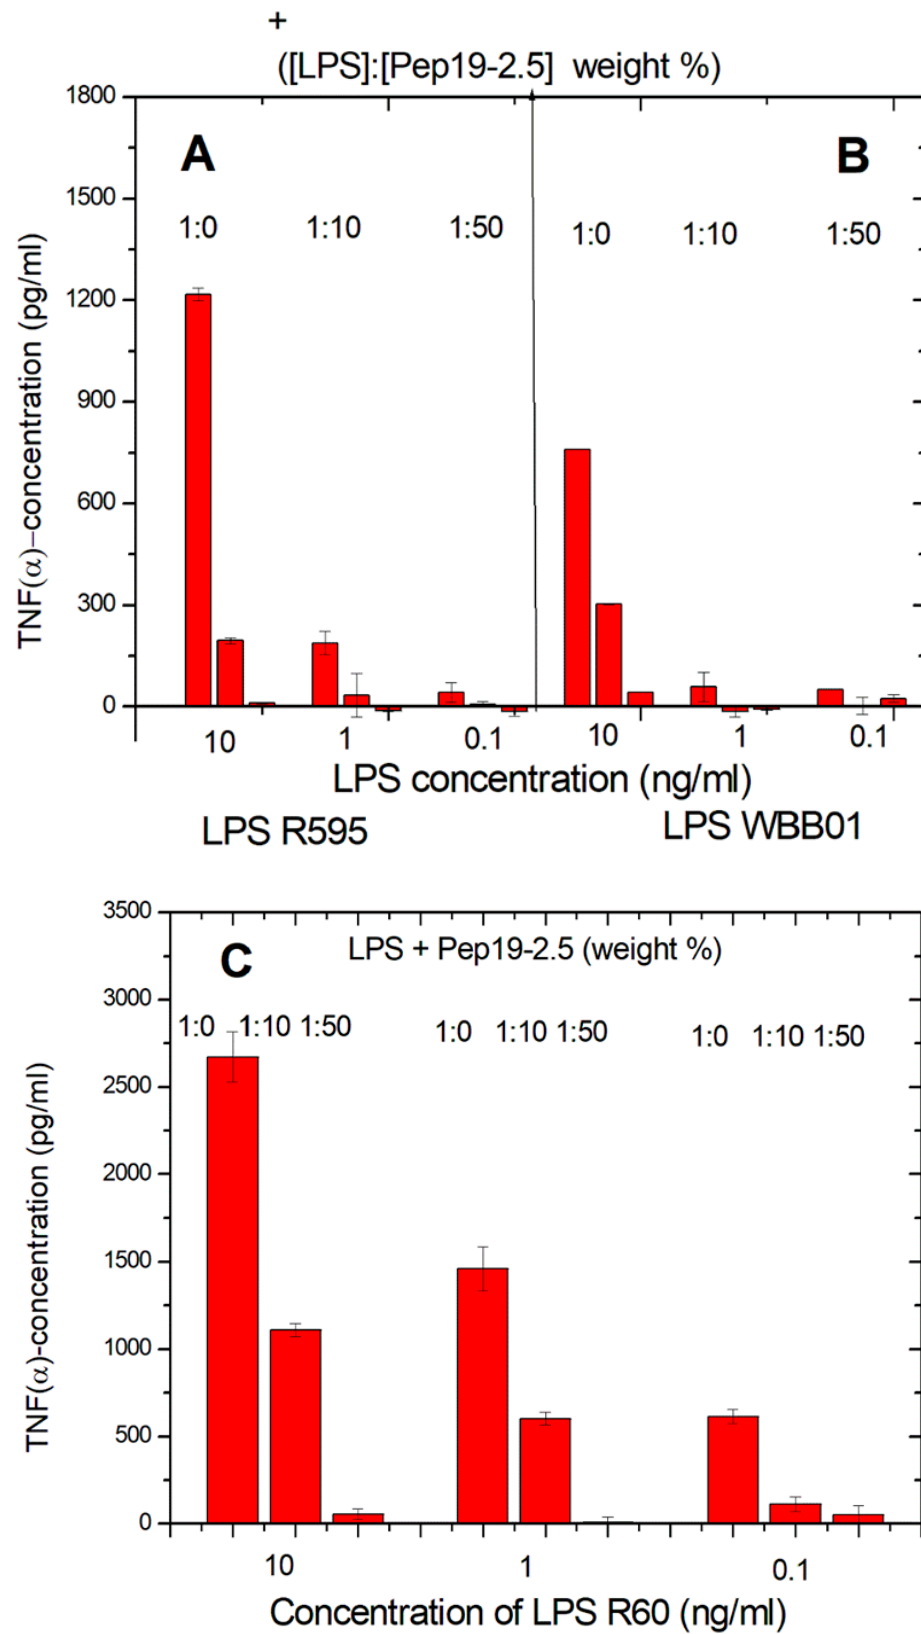 +
([LPS]:[Pep19-2.5] weight %)
1800
1500
1200
900
600
300
0
TNF(α)−concentration (pg/ml)
A
B
1:0 1:10 1:50 1:0 1:10 1:50
10 1 0.1 10 1 0.1
LPS concentration (ng/ml)
LPS R595 LPS WBB01
3500
3000
2500
2000
1500
1000
500
0
TNF(α)-concentration (pg/ml)
C
LPS + Pep19-2.5 (weight %)
1:0 1:10 1:50 1:0 1:10 1:50 1:0 1:10 1:50
10 1 0.1
Concentration of LPS R60 (ng/ml)